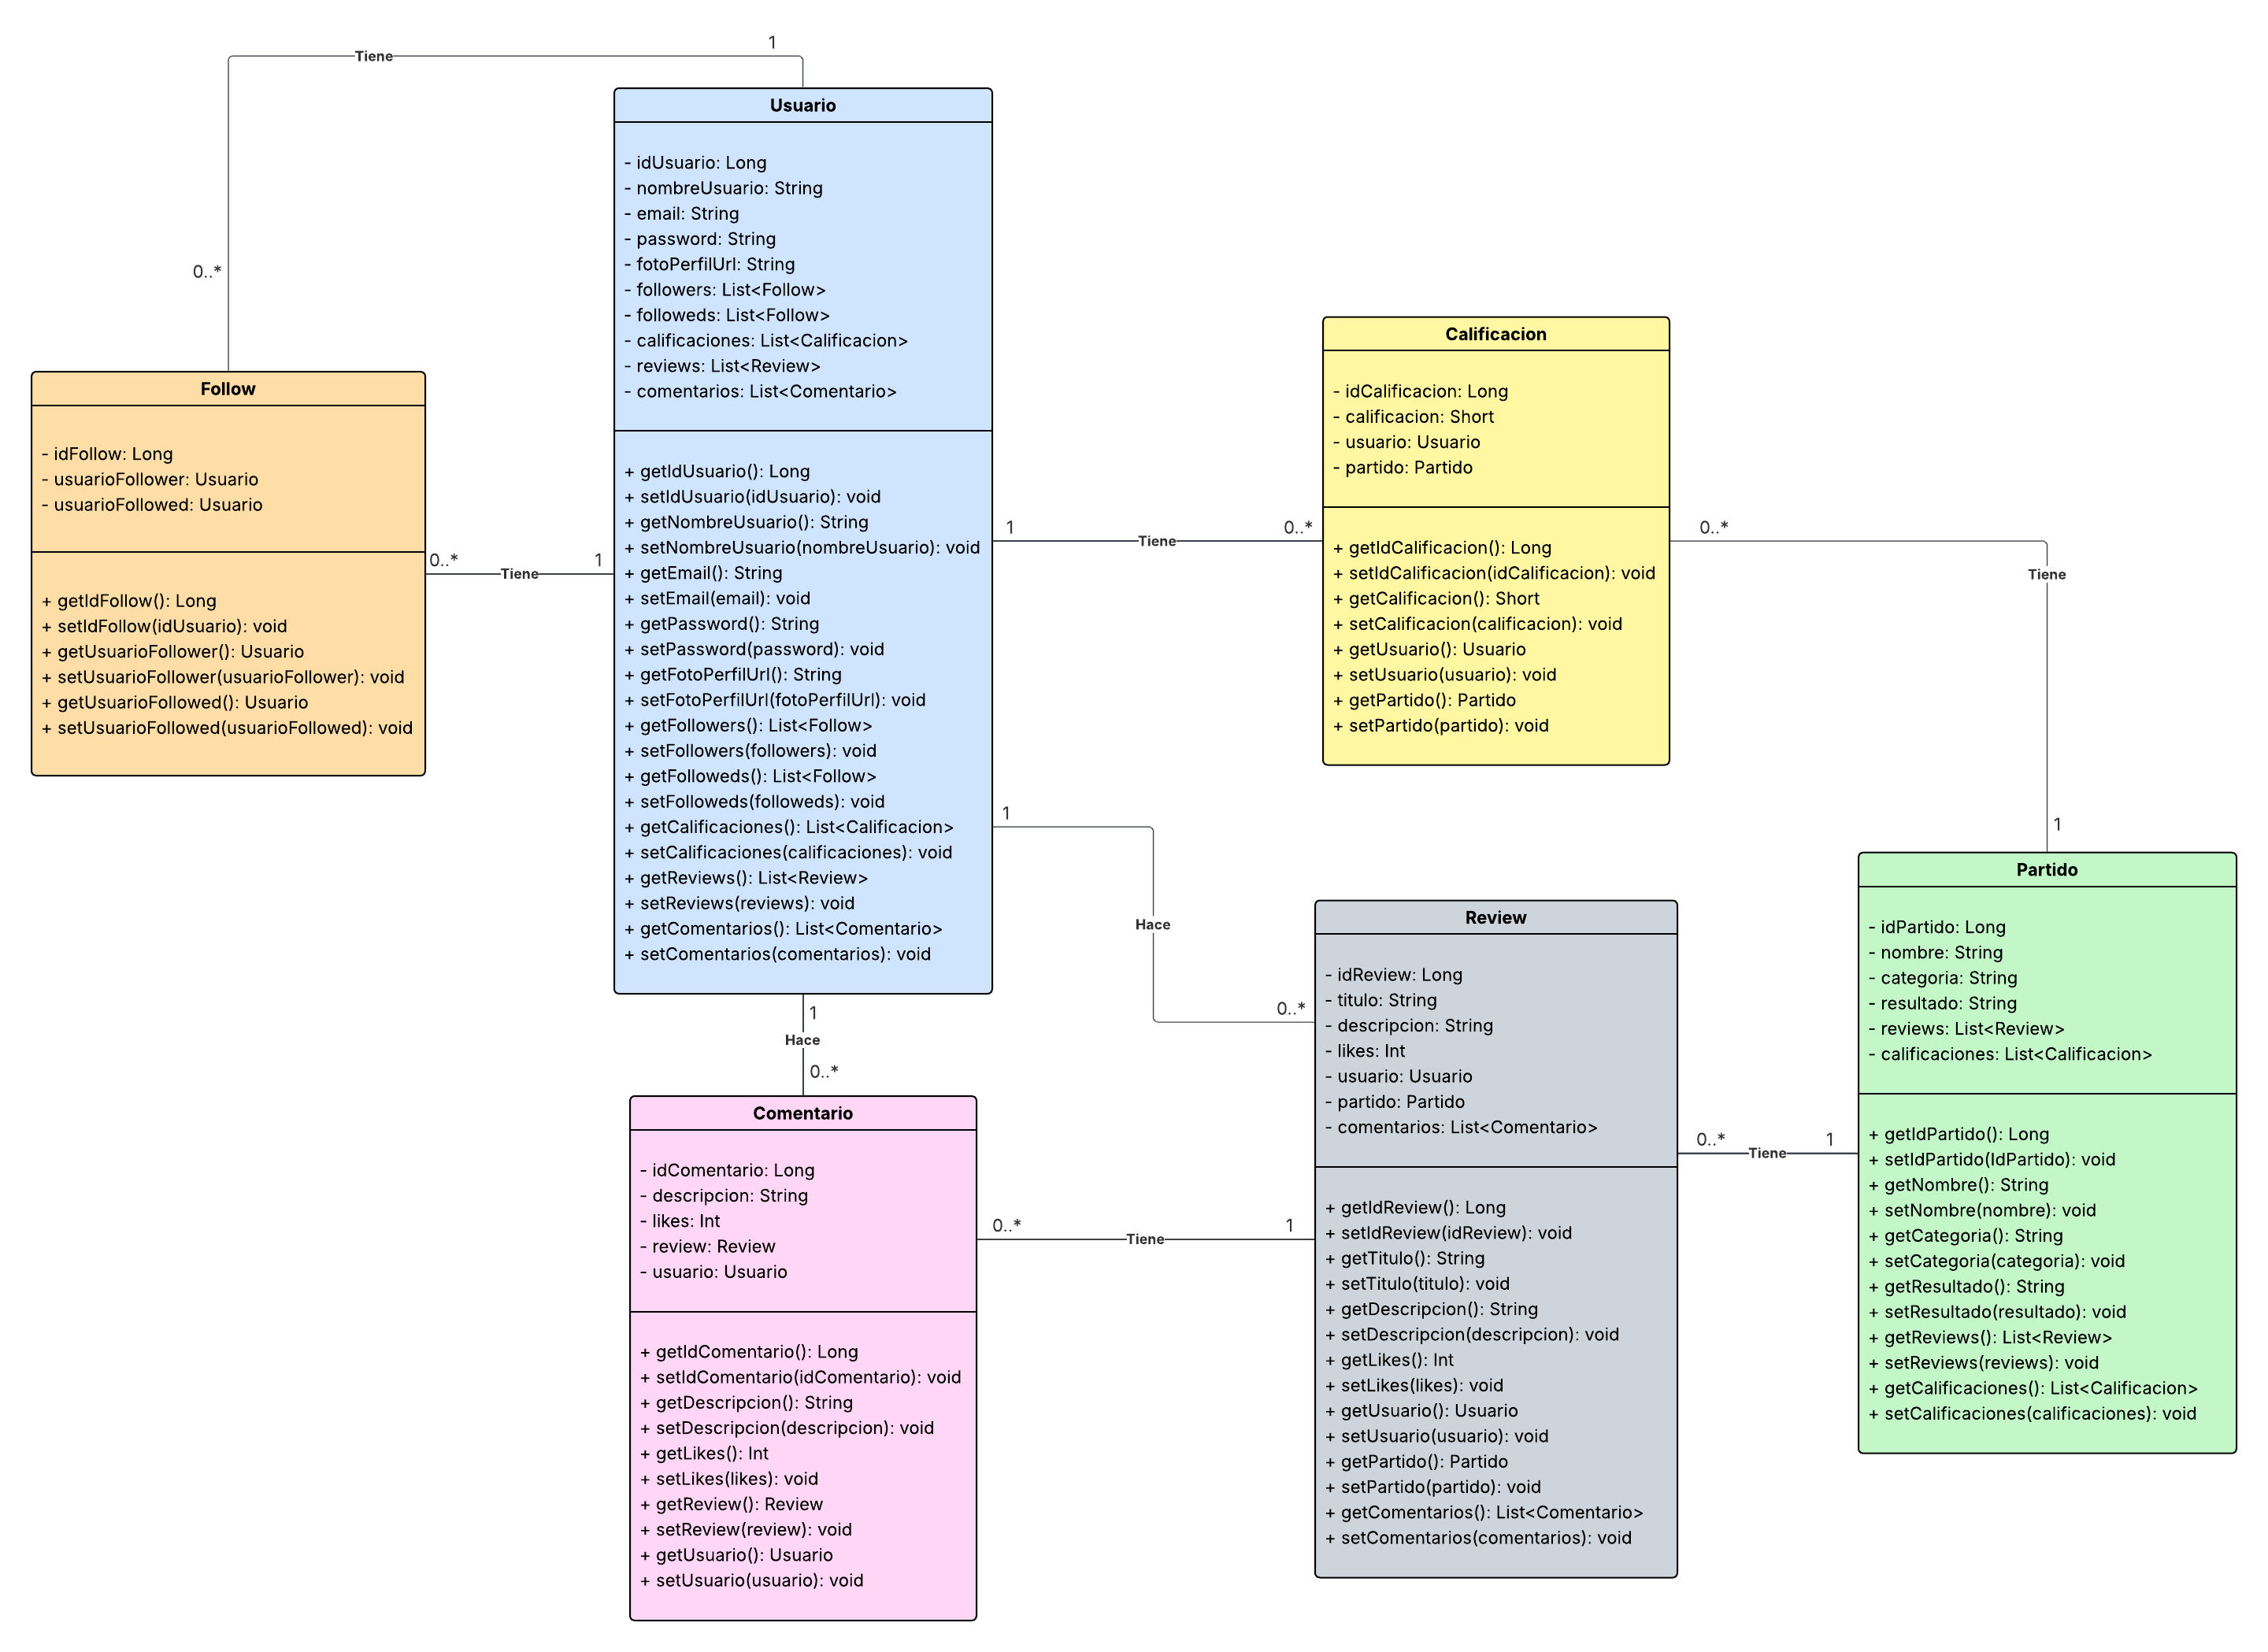 Tiene
1
0..*
Usuario
- idUsuario: Long
- nombreUsuario: String
- email: String
- password: String
- fotoPerfilUrl: String
- followers: List<Follow>
- followeds: List<Follow>
- calificaciones: List<Calificacion>
- reviews: List<Review>
- comentarios: List<Comentario>
+ getIdUsuario(): Long
+ setIdUsuario(idUsuario): void
+ getNombreUsuario(): String
+ setNombreUsuario(nombreUsuario): void
+ getEmail(): String
+ setEmail(email): void
+ getPassword(): String
+ setPassword(password): void
+ getFotoPerfilUrl(): String
+ setFotoPerfilUrl(fotoPerfilUrl): void
+ getFollowers(): List<Follow>
+ setFollowers(followers): void
+ getFolloweds(): List<Follow>
+ setFolloweds(followeds): void
+ getCalificaciones(): List<Calificacion>
+ setCalificaciones(calificaciones): void
+ getReviews(): List<Review>
+ setReviews(reviews): void
+ getComentarios(): List<Comentario>
+ setComentarios(comentarios): void
Follow
- idFollow: Long
- usuarioFollower: Usuario
- usuarioFollowed: Usuario
+ getIdFollow(): Long
+ setIdFollow(idUsuario): void
+ getUsuarioFollower(): Usuario
+ setUsuarioFollower(usuarioFollower): void
+ getUsuarioFollowed(): Usuario
+ setUsuarioFollowed(usuarioFollowed): void
0..*
Tiene
1
1
Tiene
0..*
Calificacion
- idCalificacion: Long
- calificacion: Short
- usuario: Usuario
- partido: Partido
+ getIdCalificacion(): Long
+ setIdCalificacion(idCalificacion): void
+ getCalificacion(): Short
+ setCalificacion(calificacion): void
+ getUsuario(): Usuario
+ setUsuario(usuario): void
+ getPartido(): Partido
+ setPartido(partido): void
0..*
Tiene
1
1
Hace
0..*
1
Hace
0..*
Comentario
- idComentario: Long
- descripcion: String
- likes: Int
- review: Review
- usuario: Usuario
+ getIdComentario(): Long
+ setIdComentario(idComentario): void
+ getDescripcion(): String
+ setDescripcion(descripcion): void
+ getLikes(): Int
+ setLikes(likes): void
+ getReview(): Review
+ setReview(review): void
+ getUsuario(): Usuario
+ setUsuario(usuario): void
0..*
Tiene
1
Review
- idReview: Long
- titulo: String
- descripcion: String
- likes: Int
- usuario: Usuario
- partido: Partido
- comentarios: List<Comentario>
+ getIdReview(): Long
+ setIdReview(idReview): void
+ getTitulo(): String
+ setTitulo(titulo): void
+ getDescripcion(): String
+ setDescripcion(descripcion): void
+ getLikes(): Int
+ setLikes(likes): void
+ getUsuario(): Usuario
+ setUsuario(usuario): void
+ getPartido(): Partido
+ setPartido(partido): void
+ getComentarios(): List<Comentario>
+ setComentarios(comentarios): void
0..*
Tiene
1
Partido
- idPartido: Long
- nombre: String
- categoria: String
- resultado: String
- reviews: List<Review>
- calificaciones: List<Calificacion>
+ getIdPartido(): Long
+ setIdPartido(IdPartido): void
+ getNombre(): String
+ setNombre(nombre): void
+ getCategoria(): String
+ setCategoria(categoria): void
+ getResultado(): String
+ setResultado(resultado): void
+ getReviews(): List<Review>
+ setReviews(reviews): void
+ getCalificaciones(): List<Calificacion>
+ setCalificaciones(calificaciones): void